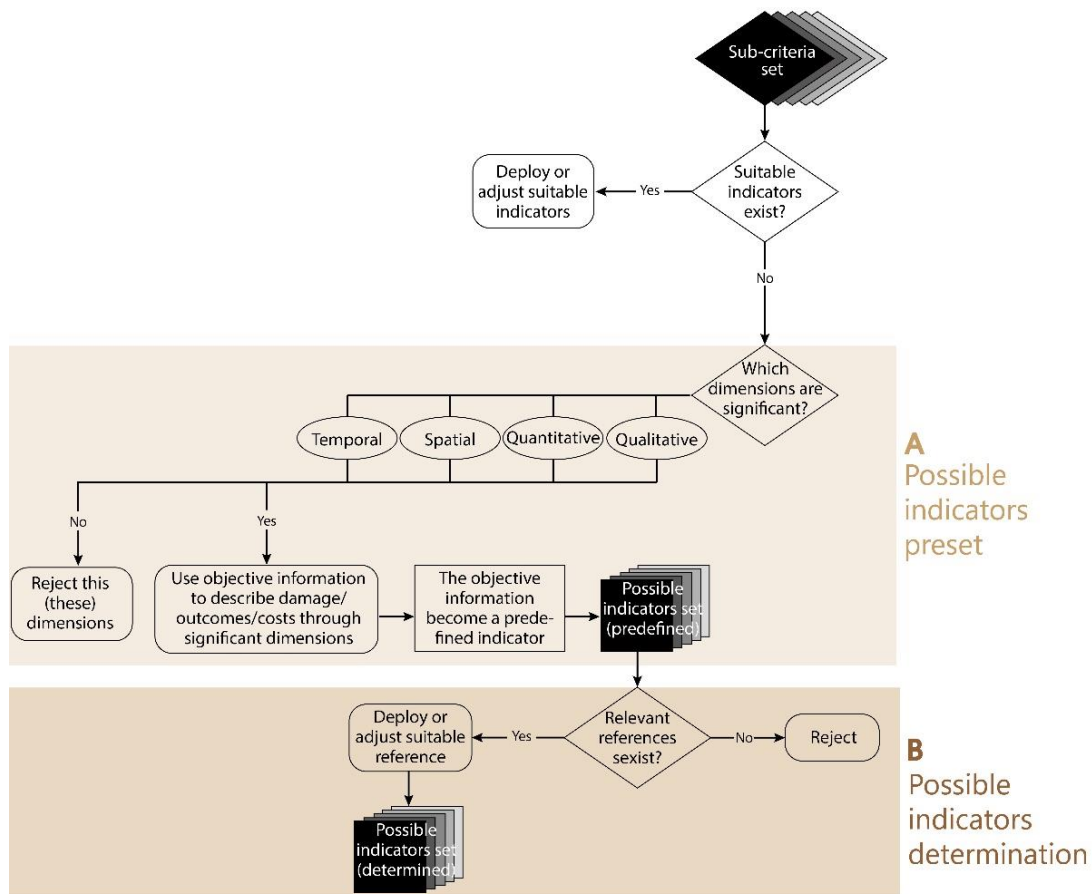 Sub-criteria
set
Suitable
indicators
exist?
Yes
Deploy or
adjust suitable
indicators
No
Which
dimensions are
significant?
Temporal
Spatial
Quantitative
Qualitative
No
Yes
Reject this
(these)
dimensions
Use objective information
to describe damage/
outcomes/costs through
significant dimensions
The objective
information
become a prede-
fined indicator
Possible
indicators set
(predefined)
A
Possible
indicators
preset
Relevant
references
sexist?
Yes
Deploy or
adjust suitable
reference
No
Reject
Possible
indicators set
(determined)
B
Possible
indicators
determination